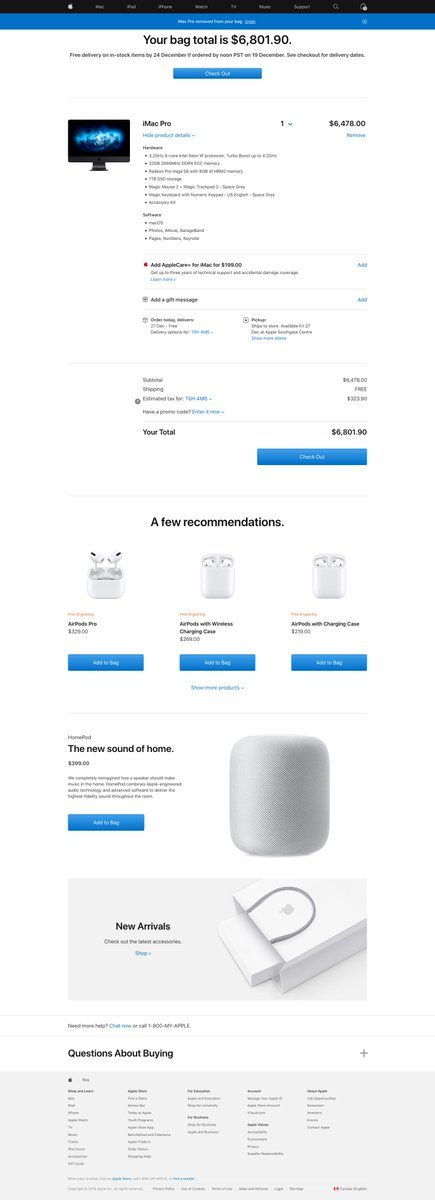 Mac
iPad
iPhone
Watch
TV
Music
Support
Mac Pro removed from your bag. Undo
Your bag total is $6,801.90.
Free delivery on in-stock items by 24 December if ordered by noon PST on 19 December. See checkout for delivery dates.
Check Out
iMac Pro
1
$6,478.00
Hide product details
Remove
Hardware
3.2GHz 8-core Intel Xeon W processor, Turbo Boost up to 4.2GHz
32GB 2666MHz DDR4 ECC memory
Radeon Pro Vega 56 with 8GB of HBM2 memory
1TB SSD storage
Magic Mouse 2 + Magic Trackpad 2 - Space Grey
Magic Keyboard with Numeric Keypad - US English - Space Grey
Accessory Kit
Software
macOS
Photos, iMovie, GarageBand
Pages, Numbers, Keynote
Add AppleCare+ for iMac for $199.00
Add
Get up to three years of technical support and accidental damage coverage.
Learn more >
Add a gift message
Add
Order today, delivers:
27 Dec - Free
Delivery options for: T6H 4M6
Pickup:
Ships to store. Available Fri 27
Dec at Apple Southgate Centre
Show more stores
Subtotal
$6,478.00
Shipping
FREE
Estimated tax for: T6H 4M6
$323.90
Have a promo code? Enter it now
Your Total
$6,801.90
Check Out
A few recommendations.
Free Engraving
AirPods Pro
$329.00
Add to Bag
Free Engraving
AirPods with Wireless
Charging Case
$269.00
Add to Bag
Free Engraving
AirPods with Charging Case
$219.00
Add to Bag
Show more products
HomePod
The new sound of home.
$399.00
We completely reimagined how a speaker should make
music in the home. HomePod combines Apple-engineered
audio technology and advanced software to deliver the
highest-fidelity sound throughout the room.
Add to Bag
New Arrivals
Check out the latest accessories.
Shop >
Need more help? Chat now or call 1-800-MY-APPLE.
Questions About Buying
Bag
Shop and Learn
Mac
iPad
iPhone
Apple Watch
TV
Music
iTunes
iPod touch
Accessories
Gift Cards
Apple Store
Find a Store
Genius Bar
Today at Apple
Youth Programs
Apple Store App
Refurbished and Clearance
Apple Trade In
Order Status
Shopping Help
For Education
Apple and Education
Shop for University
For Business
Shop for Business
Apple and Business
Account
Manage Your Apple ID
Apple Store Account
iCloud.com
Apple Values
Accessibility
Environment
Privacy
Supplier Responsibility
About Apple
Job Opportunities
Newsroom
Investors
Events
Contact Apple
More ways to shop: Visit an Apple Store, call 1-800-MY-APPLE, or find a reseller.
Copyright © 2019 Apple Inc. All rights reserved.
Privacy Policy
Use of Cookies
Terms of Use
Sales and Refunds
Legal
Site Map
Canada (English)